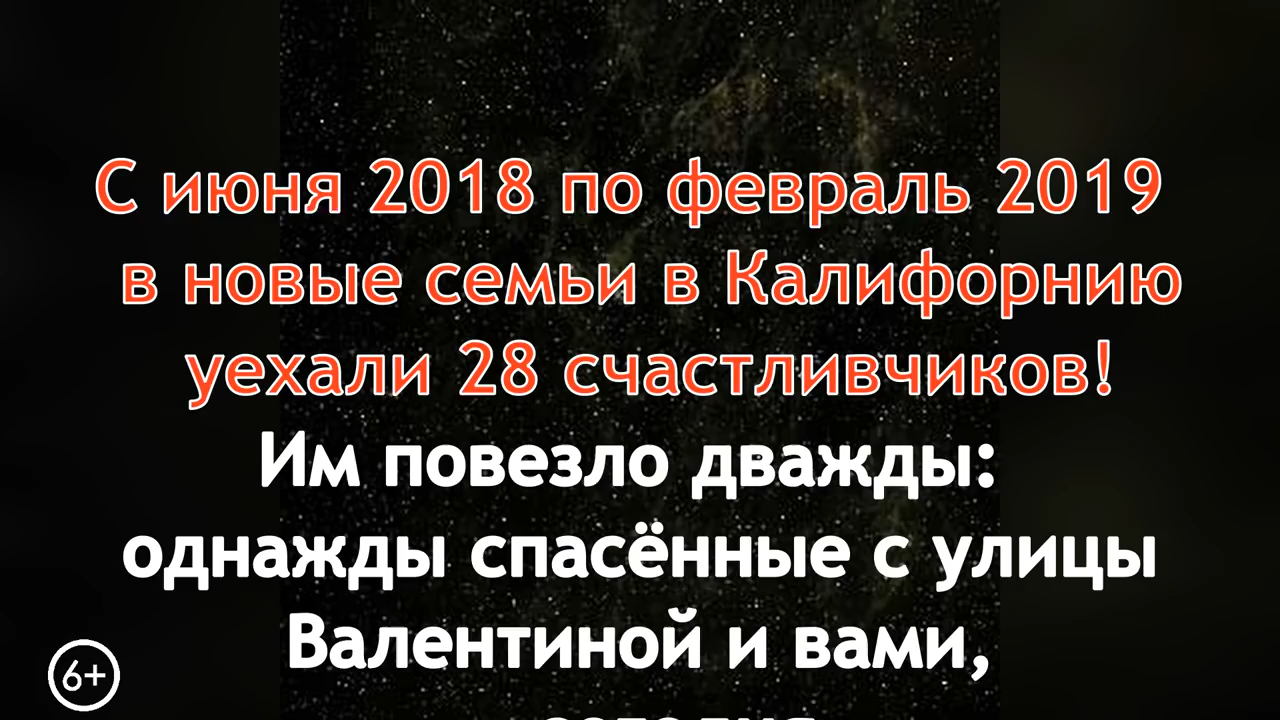 С июня 2018 по февраль 2019
в новые семьи в Калифорнию
уехали 28 счастливчиков!
Им повезло дважды:
однажды спасённые с улицы
Валентиной и вами,
6+